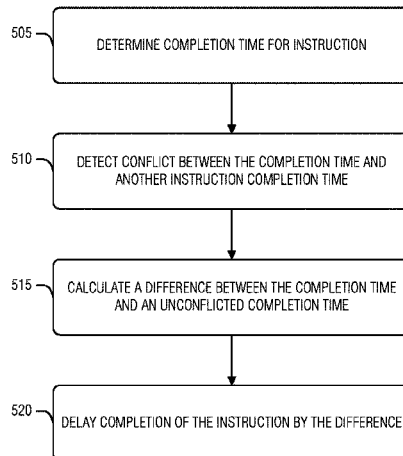 505
DETERMINE COMPLETION TIME FOR INSTRUCTION
510
DETECT CONFLICT BETWEEN THE COMPLETION TIME AND
ANOTHER INSTRUCTION COMPLETION TIME
515
CALCULATE A DIFFERENCE BETWEEN THE COMPLETION TIME
AND AN UNCONFLICTED COMPLETION TIME
520
DELAY COMPLETION OF THE INSTRUCTION BY THE DIFFERENCE